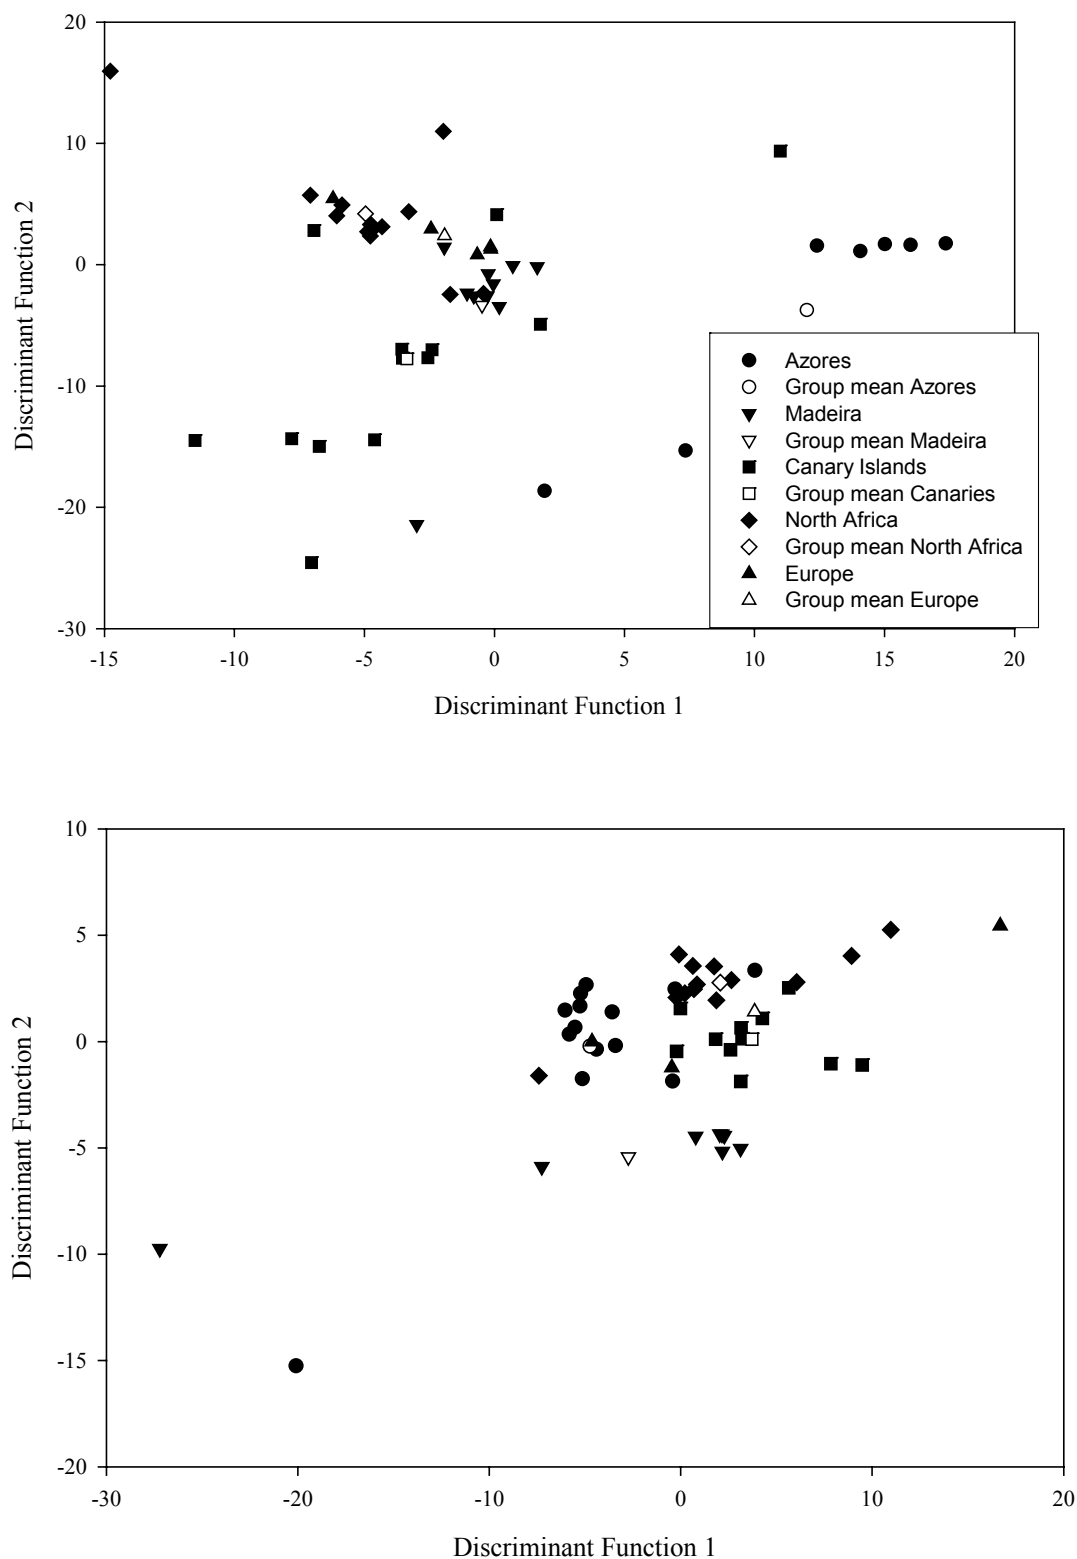 20
10
0
-10
-20
-30
Discriminant Function 2
-15
-10
-5
0
5
10
15
20
Discriminant Function 1
Azores
Group mean Azores
Madeira
Group mean Madeira
Canary Islands
Group mean Canaries
North Africa
Group mean North Africa
Europe
Group mean Europe
10
5
0
-5
-10
-15
-20
Discriminant Function 2
-30
-20
-10
0
10
20
Discriminant Function 1